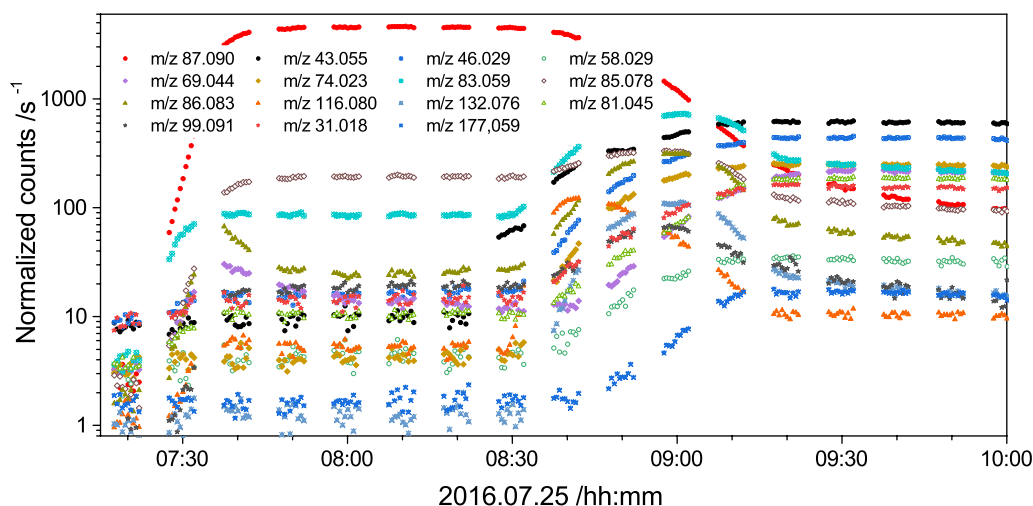 Normalized counts /s⁻¹
1000
100
10
1
m/z 87.090 m/z 43.055 m/z 46.029 m/z 58.029
m/z 69.044 m/z 74.023 m/z 83.059 m/z 85.078
m/z 86.083 m/z 116.080 m/z 132.076 m/z 81.045
m/z 99.091 m/z 31.018 m/z 177,059
07:30 08:00 08:30 09:00 09:30 10:00
2016.07.25 /hh:mm